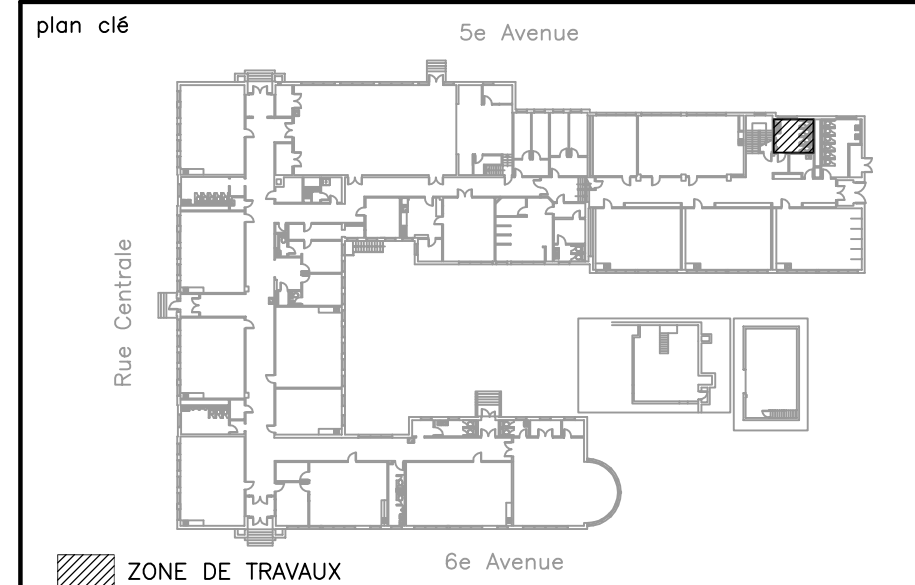 plan clé
5e Avenue
Rue Centrale
6e Avenue
ZONE DE TRAVAUX